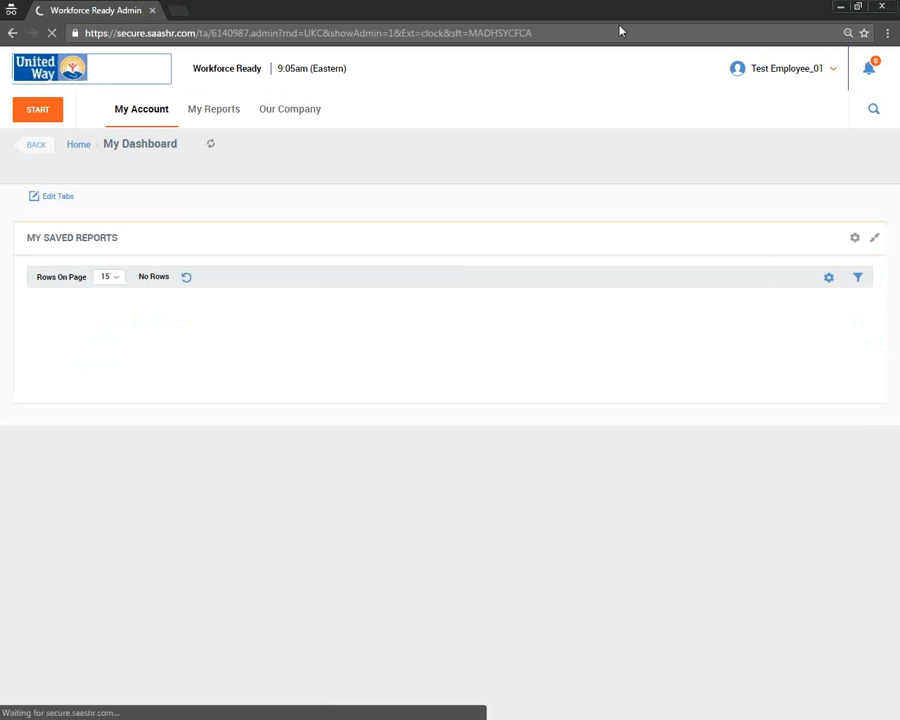 Workforce Ready Admin
https://secure.saashr.com/ta/6140987.admin?rnd=UKC&showAdmin=1&Ext=clock&sft=MADHSYCFCA
United Way
Workforce Ready | 9:05am (Eastern)
Test Employee_01
0
START
My Account
My Reports
Our Company
BACK
Home › My Dashboard
Edit Tabs
MY SAVED REPORTS
Rows On Page 15 No Rows
Waiting for secure.saeshr.com...